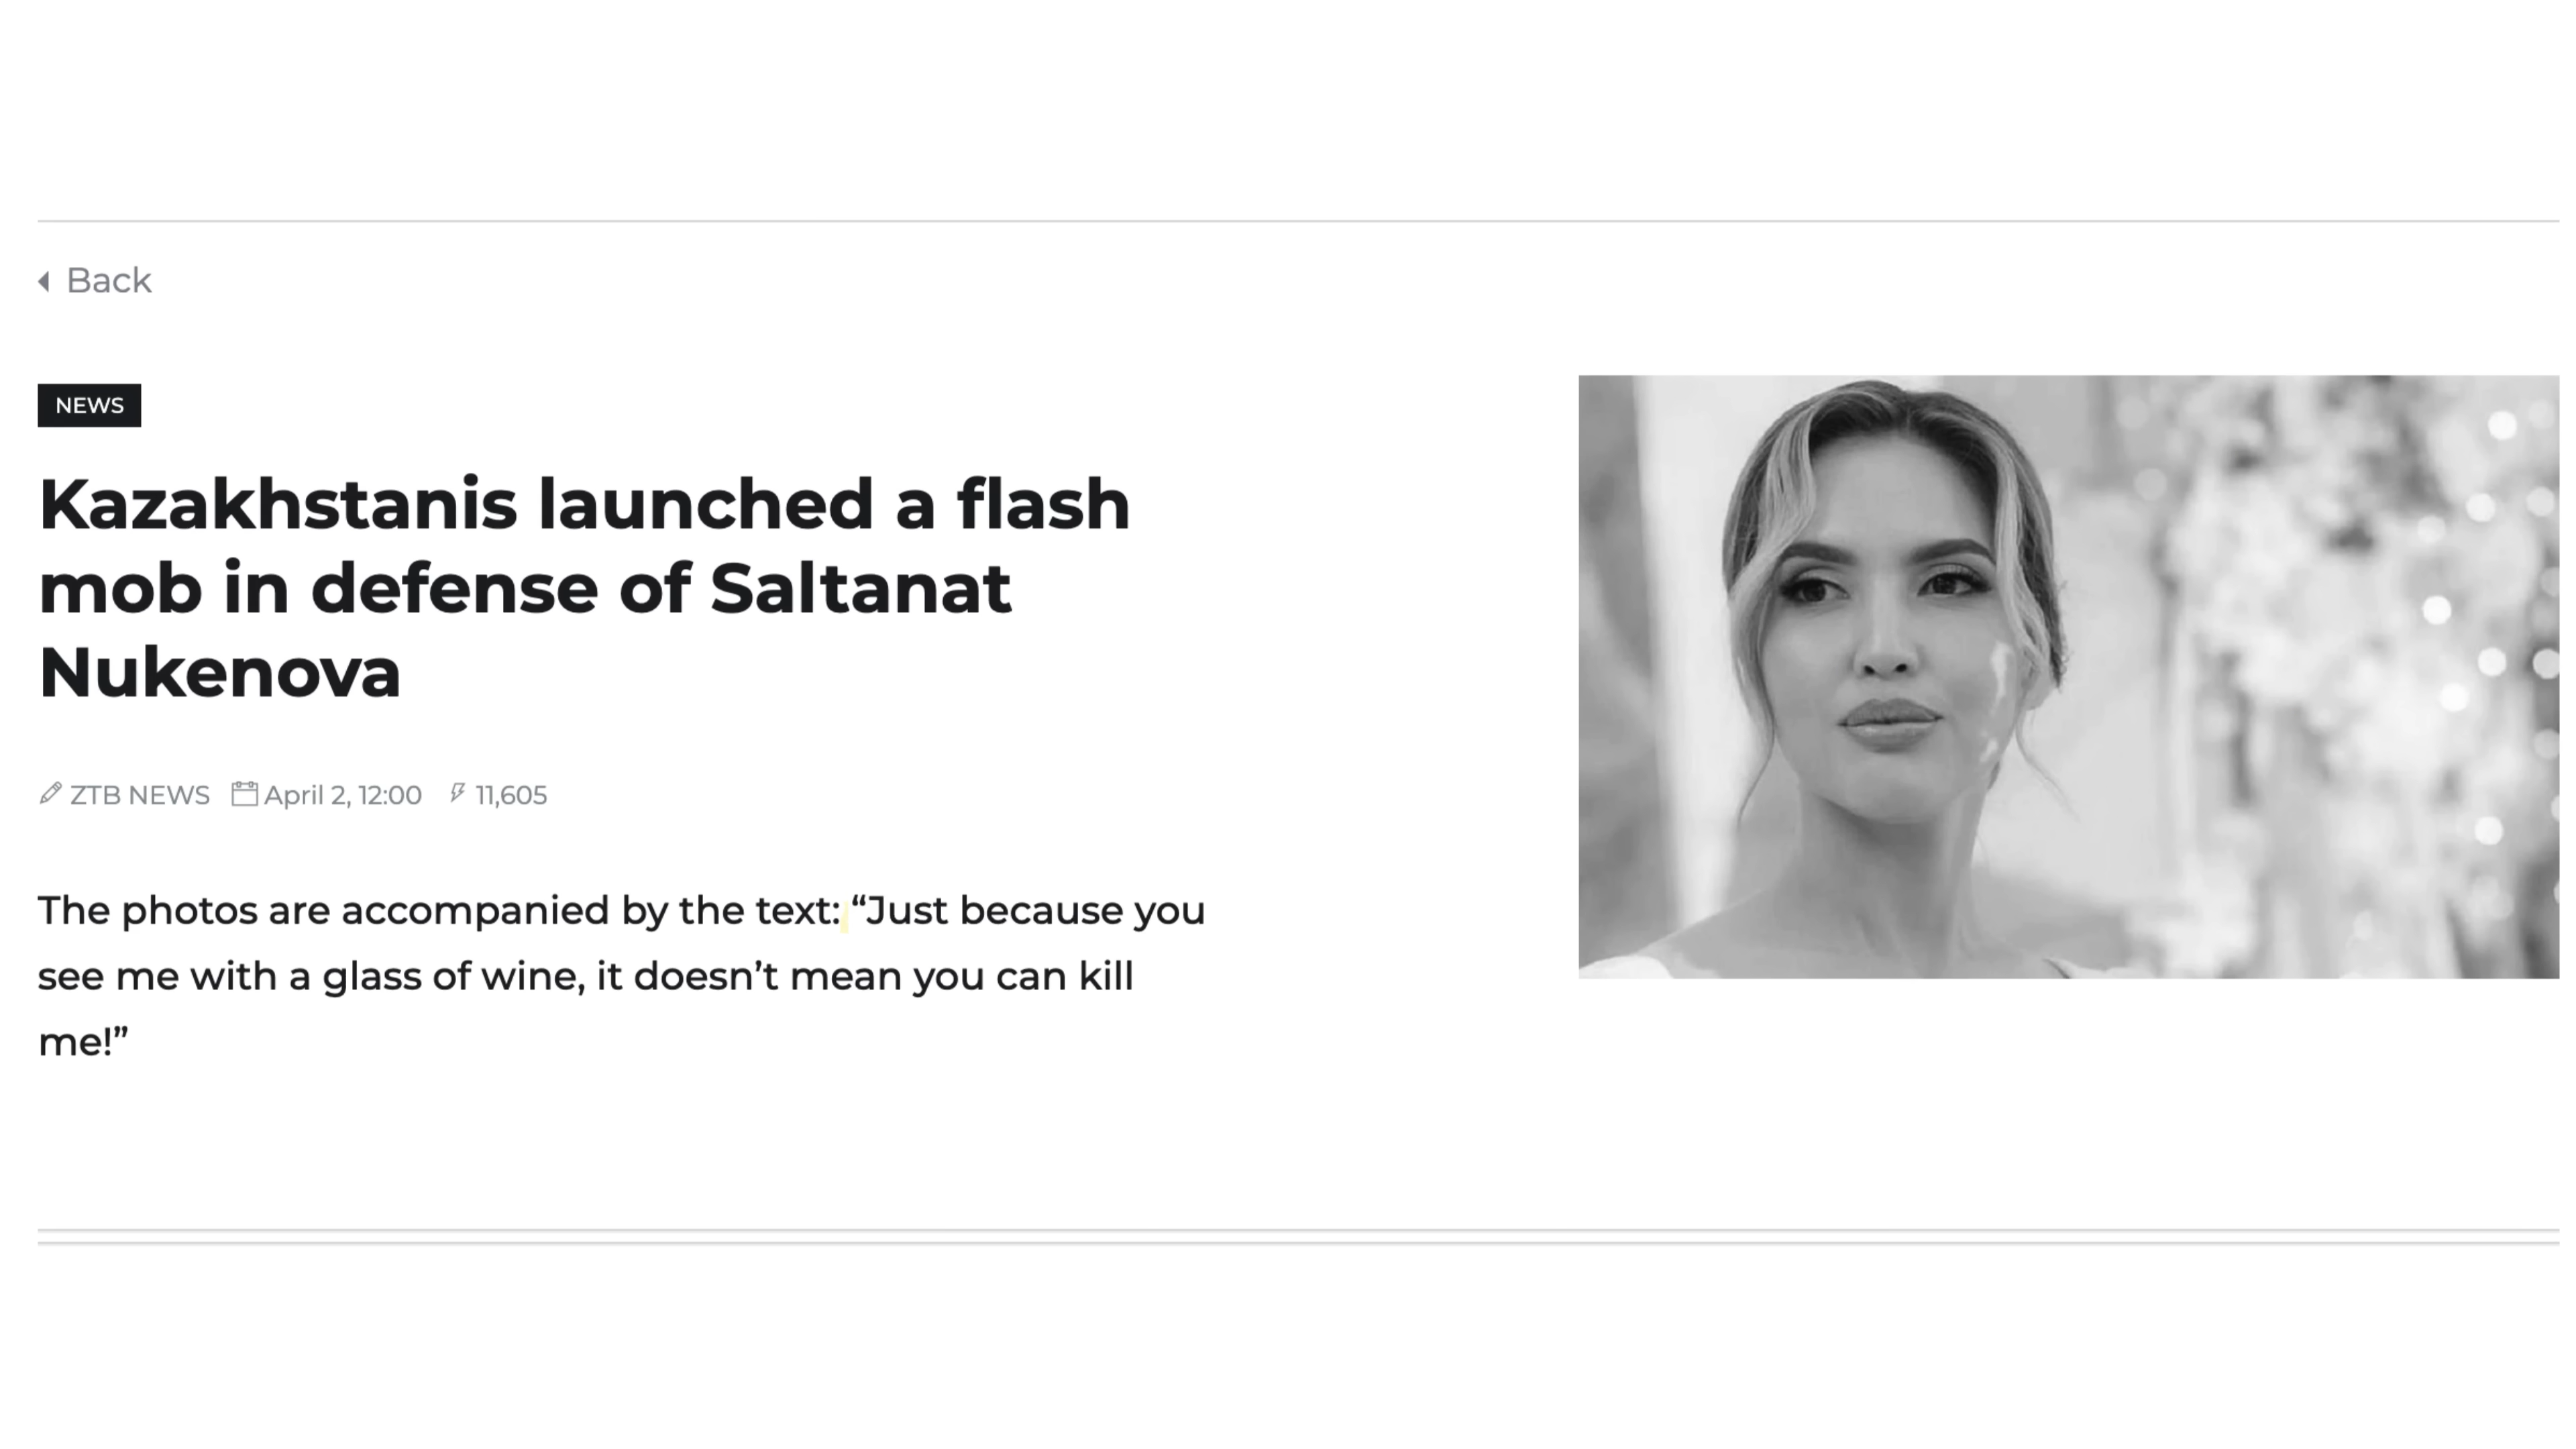 Back
NEWS
Kazakhstanis launched a flash
mob in defense of Saltanat
Nukenova
ZTB NEWS April 2, 12:00 11,605
The photos are accompanied by the text: “Just because you
see me with a glass of wine, it doesn’t mean you can kill
me!”